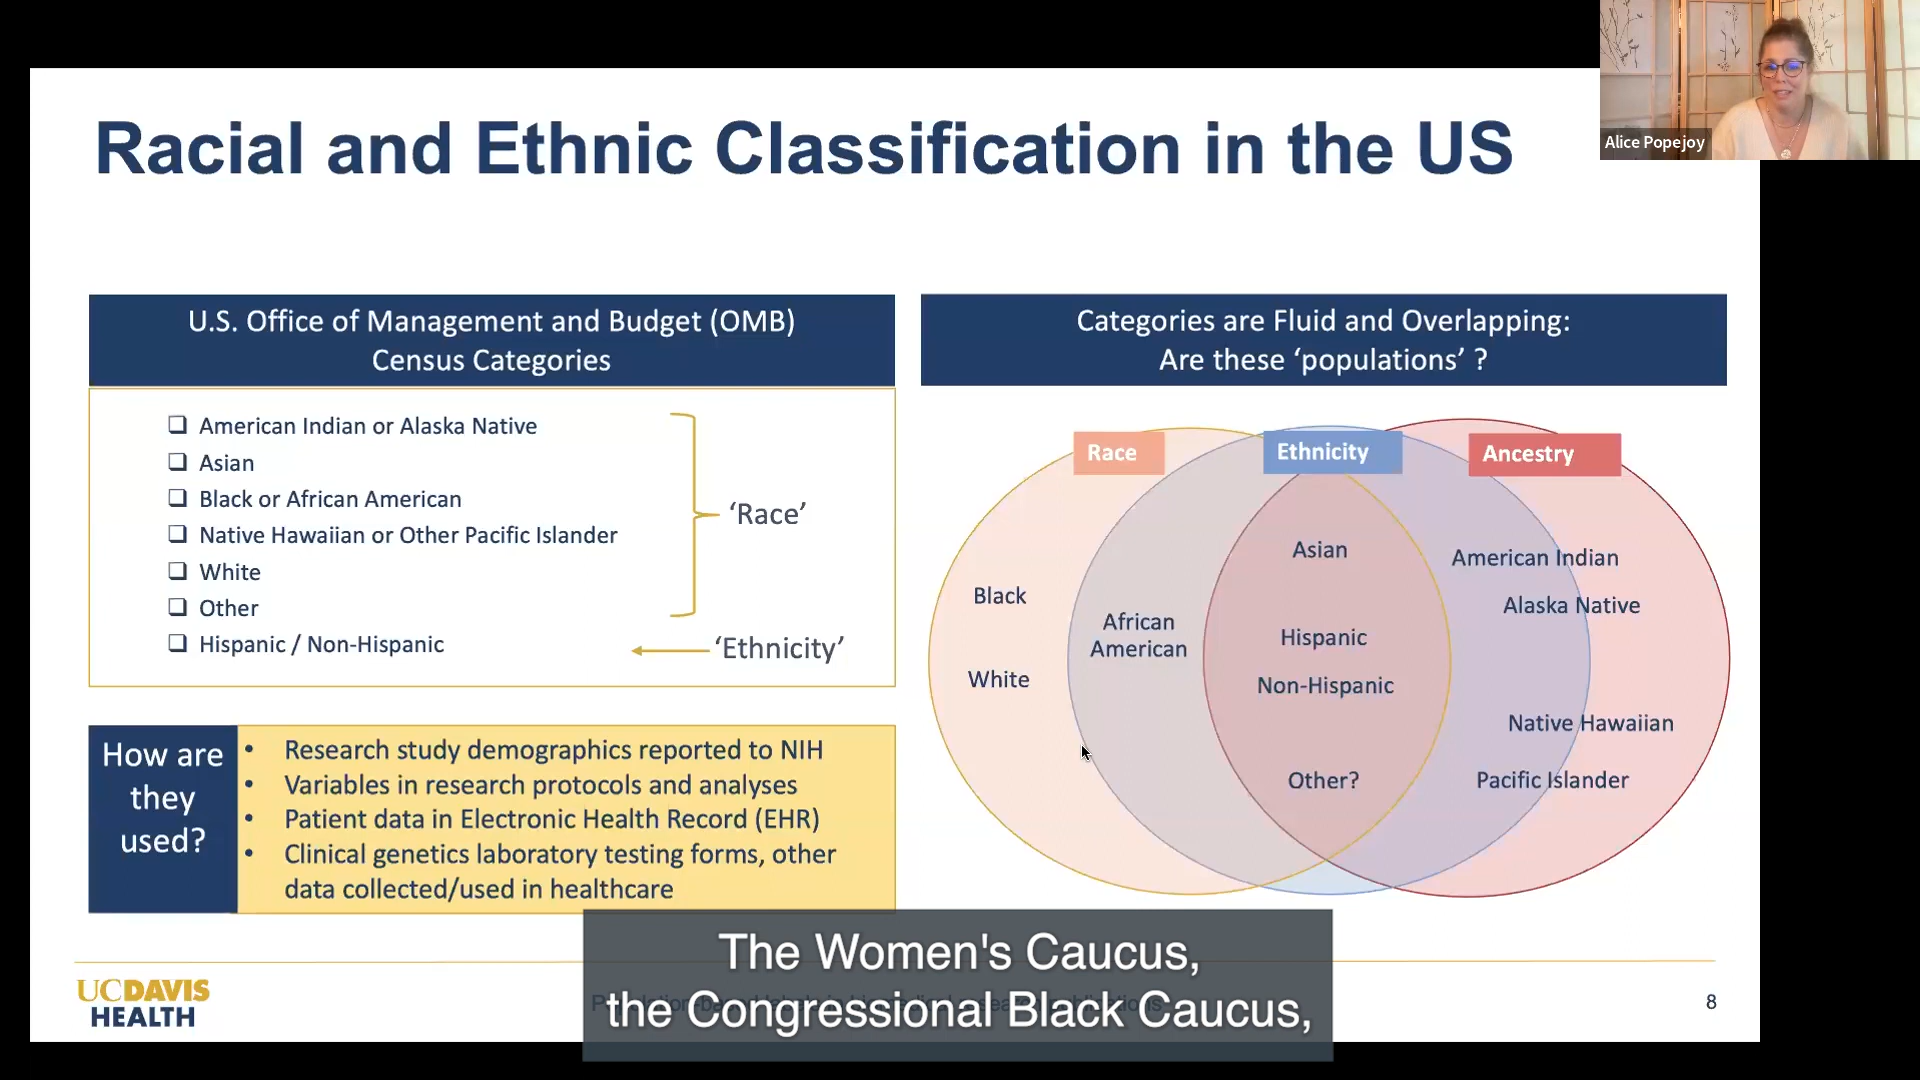 Alice Popejoy
Racial and Ethnic Classification in the US
U.S. Office of Management and Budget (OMB)
Census Categories
American Indian or Alaska Native
Asian
Black or African American
Native Hawaiian or Other Pacific Islander
White
Other
Hispanic / Non-Hispanic
‘Race’
‘Ethnicity’
How are
they
used?
• Research study demographics reported to NIH
• Variables in research protocols and analyses
• Patient data in Electronic Health Record (EHR)
• Clinical genetics laboratory testing forms, other
data collected/used in healthcare
Categories are Fluid and Overlapping:
Are these ‘populations’ ?
Race
Ethnicity
Ancestry
Black
White
African
American
Asian
Hispanic
Non-Hispanic
Other?
American Indian
Alaska Native
Native Hawaiian
Pacific Islander
UCDAVIS
HEALTH
8
The Women's Caucus,
the Congressional Black Caucus,